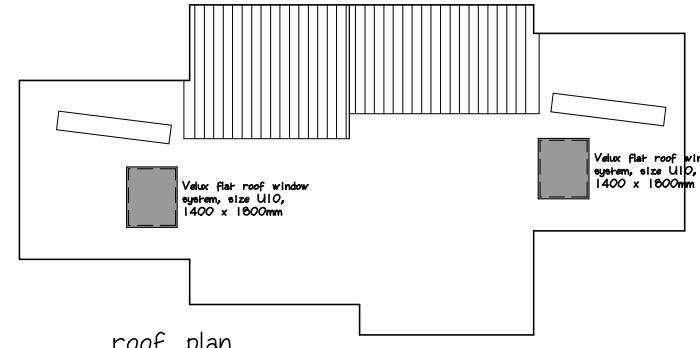 Velux flat roof win
system, size U10,
1400 x 1800mm
Velux flat roof window
system, size U10,
1400 x 1800mm
roof plan